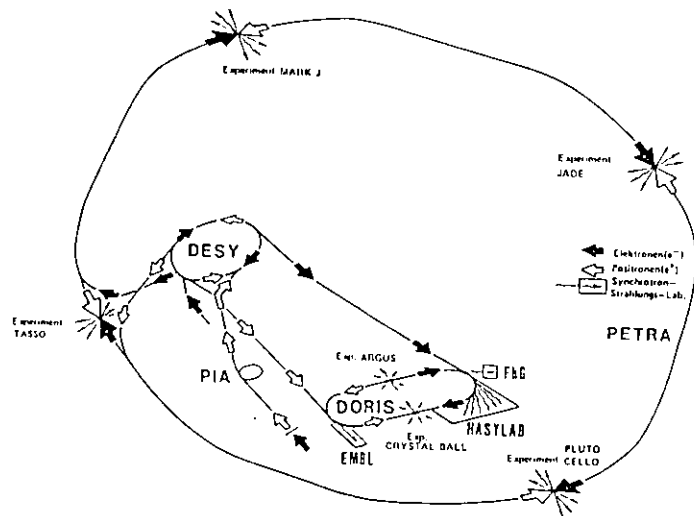 Experiment MARK J
Experiment
JADE
DESY
Elektronen(e⁻)
Positronen(e⁺)
Synchrotron-
Strahlungs-Lab.
Experiment
TASSO
PETRA
Exp. ARGUS
FhG
PIA
DORIS
HASYLAB
Exp.
CRYSTAL BALL
EMBL
PLUTO
Experiment CELLO